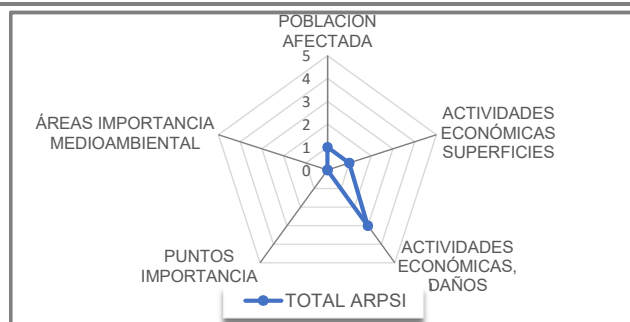 POBLACION
AFECTADA
5
4
3
2
1
0
ACTIVIDADES
ECONÓMICAS
SUPERFICIES
ACTIVIDADES
ECONÓMICAS,
DAÑOS
PUNTOS
IMPORTANCIA
ÁREAS IMPORTANCIA
MEDIOAMBIENTAL
TOTAL ARPSI